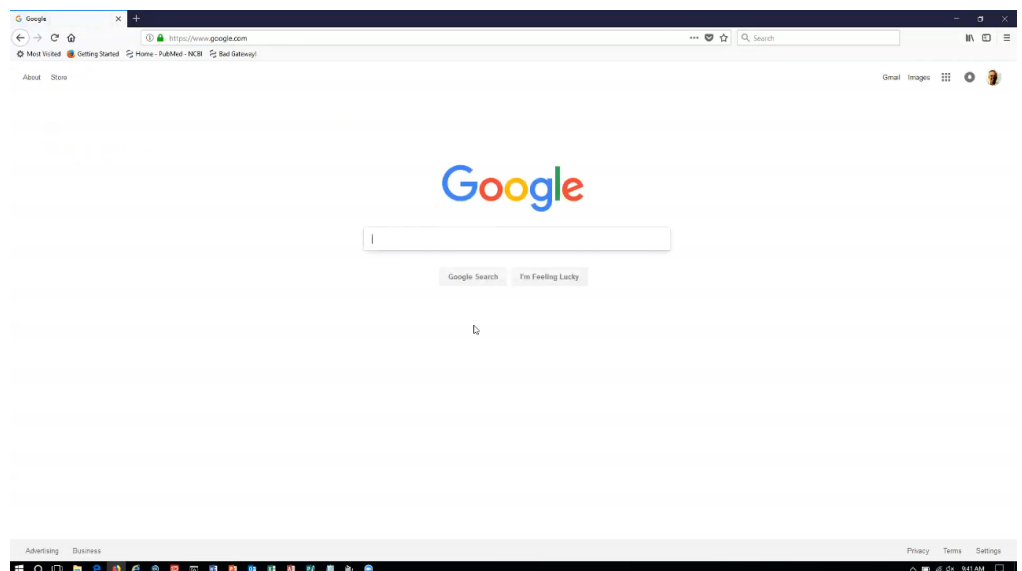 Google
https://www.google.com
Search
Most Visited Getting Started Home - PubMed - NCBI Bad Gateway!
About Store
Gmail Images
Google
Google Search I'm Feeling Lucky
Advertising Business
Privacy Terms Settings
9:41 AM